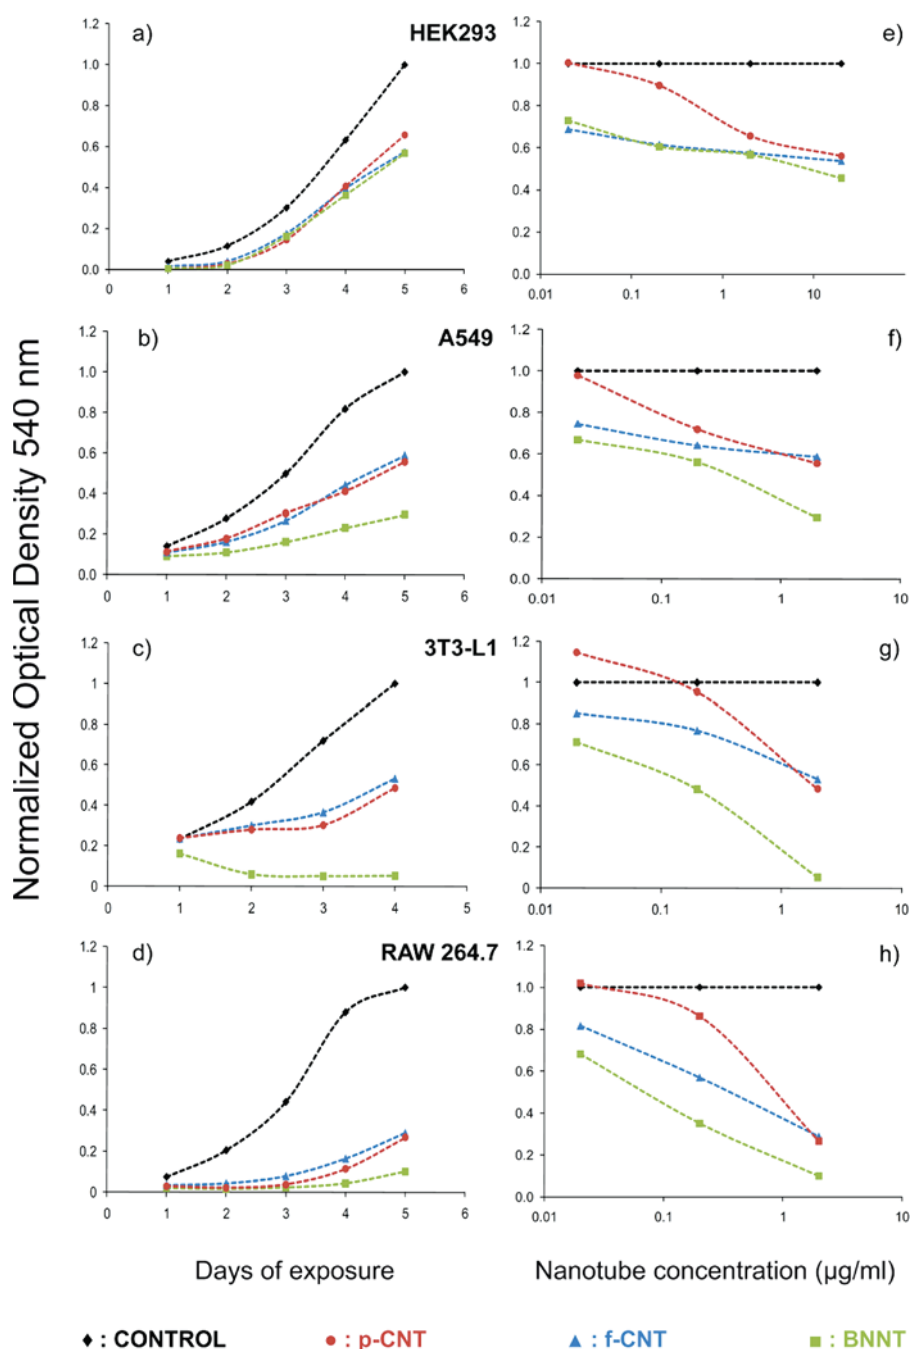 Normalized Optical Density 540 nm
a) HEK293
1.2
1.0
0.8
0.6
0.4
0.2
0.0
0 1 2 3 4 5 6
e)
1.2
1.0
0.8
0.6
0.4
0.2
0.0
0.01 0.1 1 10
b) A549
1.2
1.0
0.8
0.6
0.4
0.2
0.0
0 1 2 3 4 5 6
f)
1.2
1.0
0.8
0.6
0.4
0.2
0.0
0.01 0.1 1 10
c) 3T3-L1
1.2
1
0.8
0.6
0.4
0.2
0
0 1 2 3 4 5
g)
1.2
1
0.8
0.6
0.4
0.2
0
0.01 0.1 1 10
d) RAW 264.7
1.2
1
0.8
0.6
0.4
0.2
0
0 1 2 3 4 5 6
h)
1.2
1.0
0.8
0.6
0.4
0.2
0.0
0.01 0.1 1 10
Days of exposure
Nanotube concentration (µg/ml)
: CONTROL : p-CNT : f-CNT : BNNT